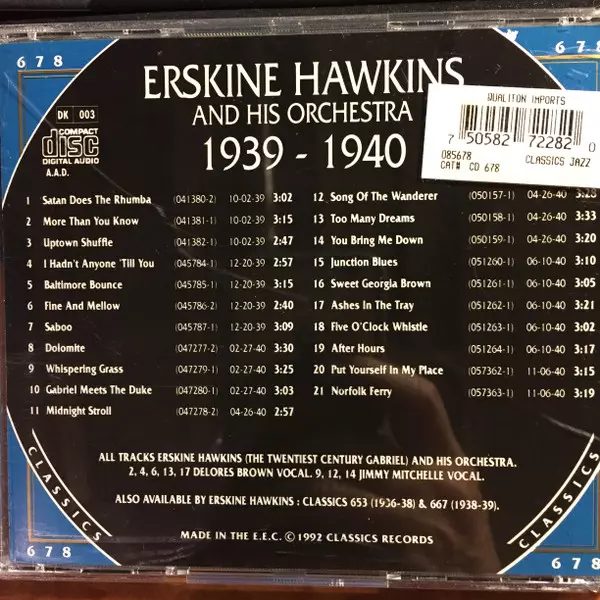 678
678
ERSKINE HAWKINS
AND HIS ORCHESTRA
1939 - 1940
DK 003
COMPACT
disc
DIGITAL AUDIO
A.A.D.
QUALITON IMPORTS
7 50582 72282 0
085678
CAT# CD 678
CLASSICS JAZZ
1 Satan Does The Rhumba (041380-2) 10-02-39 3:02
2 More Than You Know (041381-1) 10-02-39 3:15
3 Uptown Shuffle (041382-1) 10-02-39 2:47
4 I Hadn't Anyone 'Till You (045784-1) 12-20-39 2:57
5 Baltimore Bounce (045785-1) 12-20-39 3:15
6 Fine And Mellow (045786-2) 12-20-39 2:40
7 Saboo (045787-1) 12-20-39 3:09
8 Dolomite (047277-2) 02-27-40 3:30
9 Whispering Grass (047279-1) 02-27-40 3:25
10 Gabriel Meets The Duke (047280-1) 02-27-40 3:03
11 Midnight Stroll (047278-2) 04-26-40 2:57
12 Song Of The Wanderer (050157-1) 04-26-40 3:28
13 Too Many Dreams (050158-1) 04-26-40 3:33
14 You Bring Me Down (050159-1) 04-26-40 3:20
15 Junction Blues (051260-1) 06-10-40 3:10
16 Sweet Georgia Brown (051261-1) 06-10-40 3:05
17 Ashes In The Tray (051262-1) 06-10-40 3:21
18 Five O'Clock Whistle (051263-1) 06-10-40 3:02
19 After Hours (051264-1) 06-10-40 3:17
20 Put Yourself In My Place (057362-1) 11-06-40 3:15
21 Norfolk Ferry (057363-1) 11-06-40 3:19
ALL TRACKS ERSKINE HAWKINS (THE TWENTIEST CENTURY GABRIEL) AND HIS ORCHESTRA.
2, 4, 6, 13, 17 DELORES BROWN VOCAL. 9, 12, 14 JIMMY MITCHELLE VOCAL.
ALSO AVAILABLE BY ERSKINE HAWKINS : CLASSICS 653 (1936-38) & 667 (1938-39).
MADE IN THE E.E.C. © 1992 CLASSICS RECORDS
CLASSICS
CLASSICS
678
678